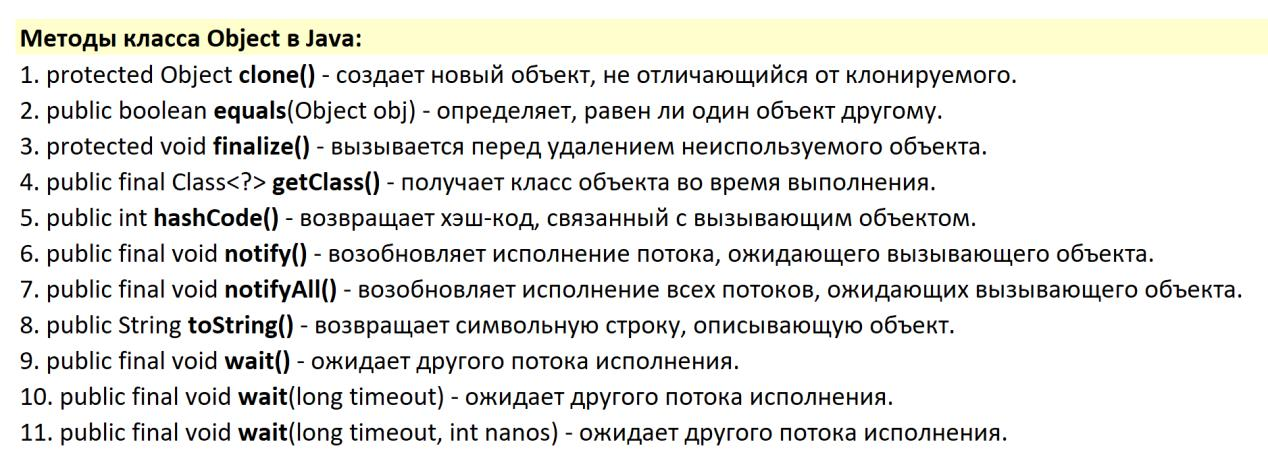 Методы класса Object в Java:
1. protected Object clone() - создает новый объект, не отличающийся от клонируемого.
2. public boolean equals(Object obj) - определяет, равен ли один объект другому.
3. protected void finalize() - вызывается перед удалением неиспользуемого объекта.
4. public final Class<?> getClass() - получает класс объекта во время выполнения.
5. public int hashCode() - возвращает хэш-код, связанный с вызывающим объектом.
6. public final void notify() - возобновляет исполнение потока, ожидающего вызывающего объекта.
7. public final void notifyAll() - возобновляет исполнение всех потоков, ожидающих вызывающего объекта.
8. public String toString() - возвращает символьную строку, описывающую объект.
9. public final void wait() - ожидает другого потока исполнения.
10. public final void wait(long timeout) - ожидает другого потока исполнения.
11. public final void wait(long timeout, int nanos) - ожидает другого потока исполнения.